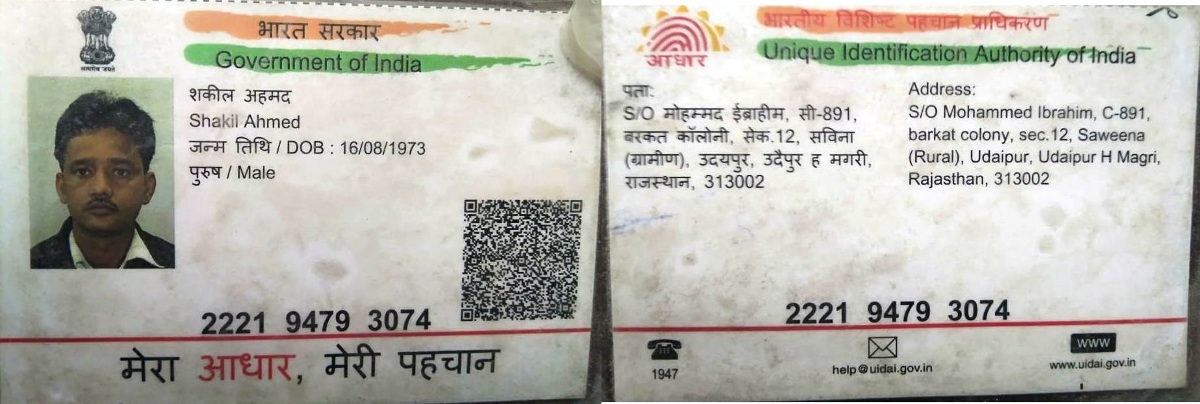 भारत सरकार
Government of India
शकील अहमद
Shakil Ahmed
जन्म तिथि / DOB : 16/08/1973
पुरुष / Male
2221 9479 3074
मेरा आधार, मेरी पहचान
भारतीय विशिष्ट पहचान प्राधिकरण
Unique Identification Authority of India
आधार
पता:
S/O मोहम्मद ईब्राहीम, सी-891,
बरकत कॉलोनी, सेक.12, सविना
(ग्रामीण), उदयपुर, उदैपुर ह मगरी,
राजस्थान, 313002
Address:
S/O Mohammed Ibrahim, C-891,
barkat colony, sec.12, Saweena
(Rural), Udaipur, Udaipur H Magri,
Rajasthan, 313002
2221 9479 3074
1947
help@uidai.gov.in
www
www.uidai.gov.in